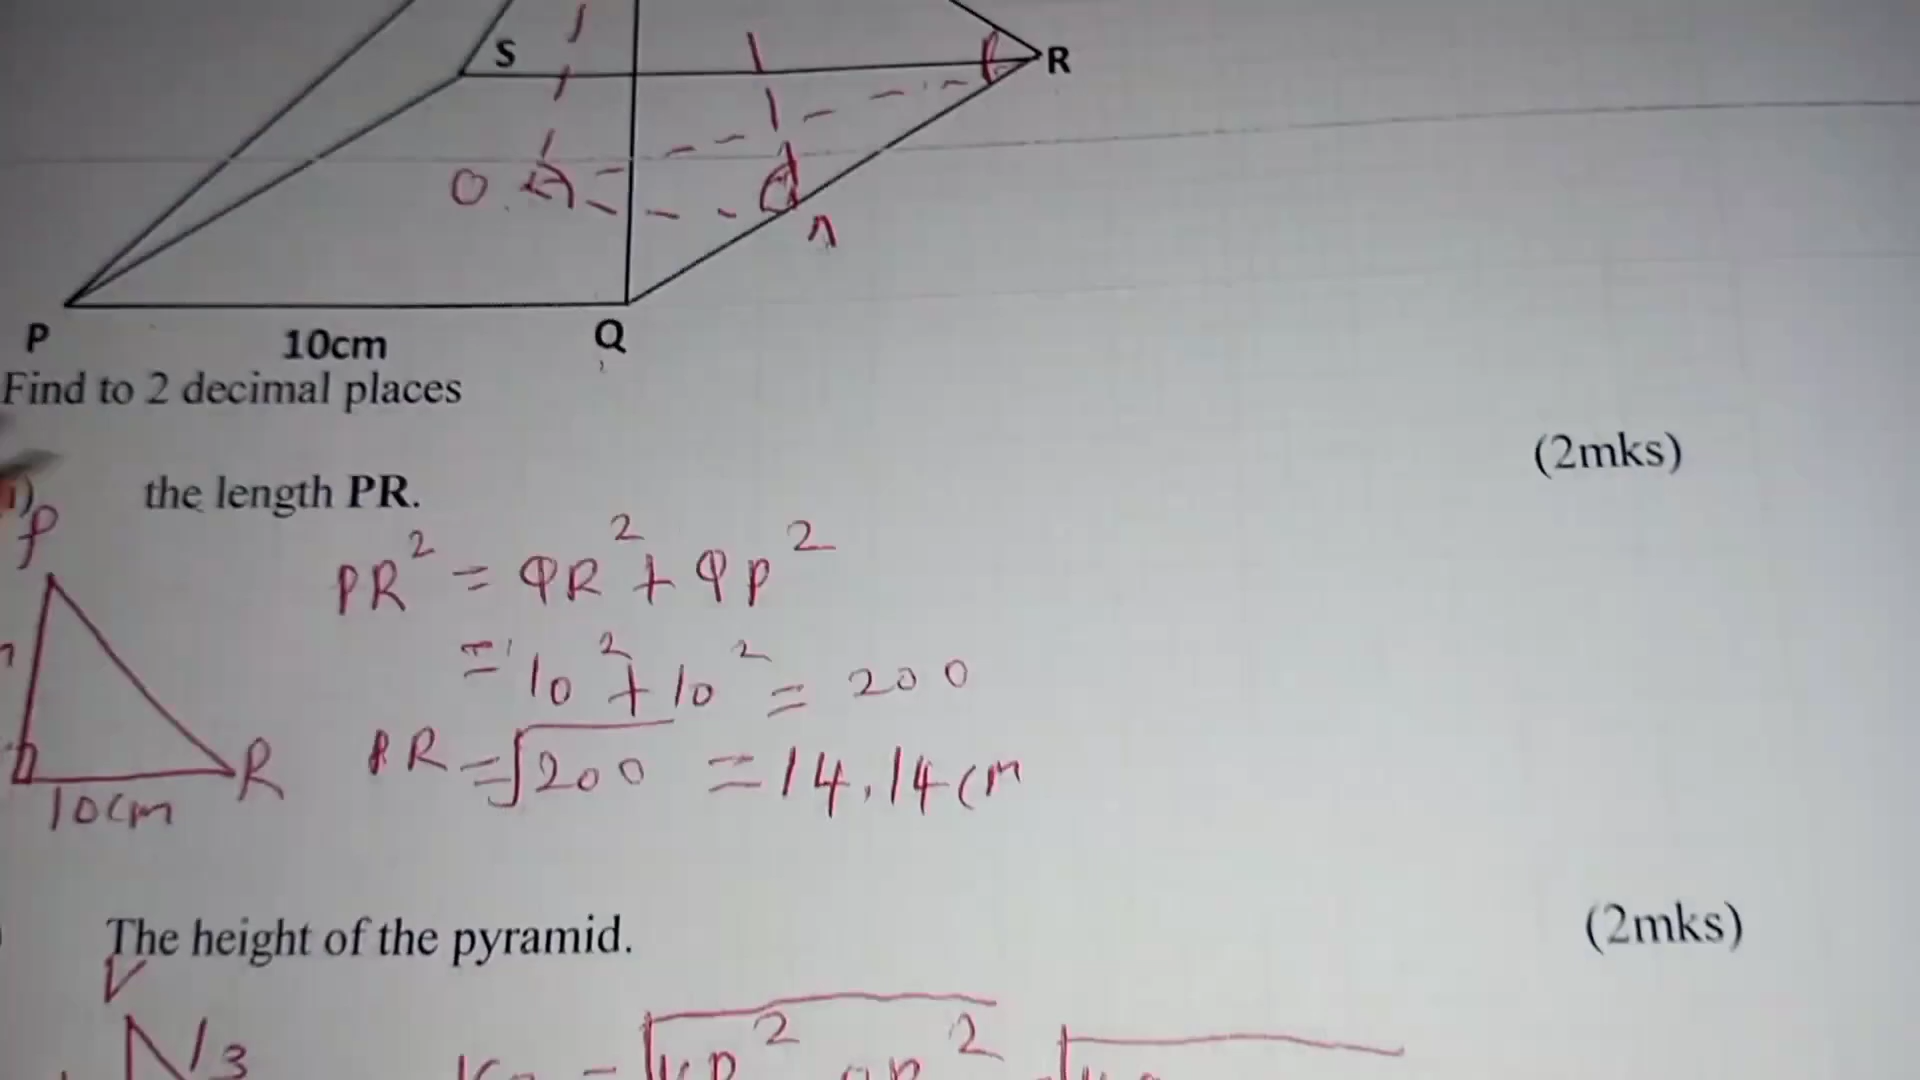 S
R
O
P
10cm
Q
Find to 2 decimal places
(2mks)
the length PR.
P
PR² = QR² + QP²
= 10² + 10² = 200
PR = √200 = 14.14cm
R
10cm
The height of the pyramid.
(2mks)
V
13